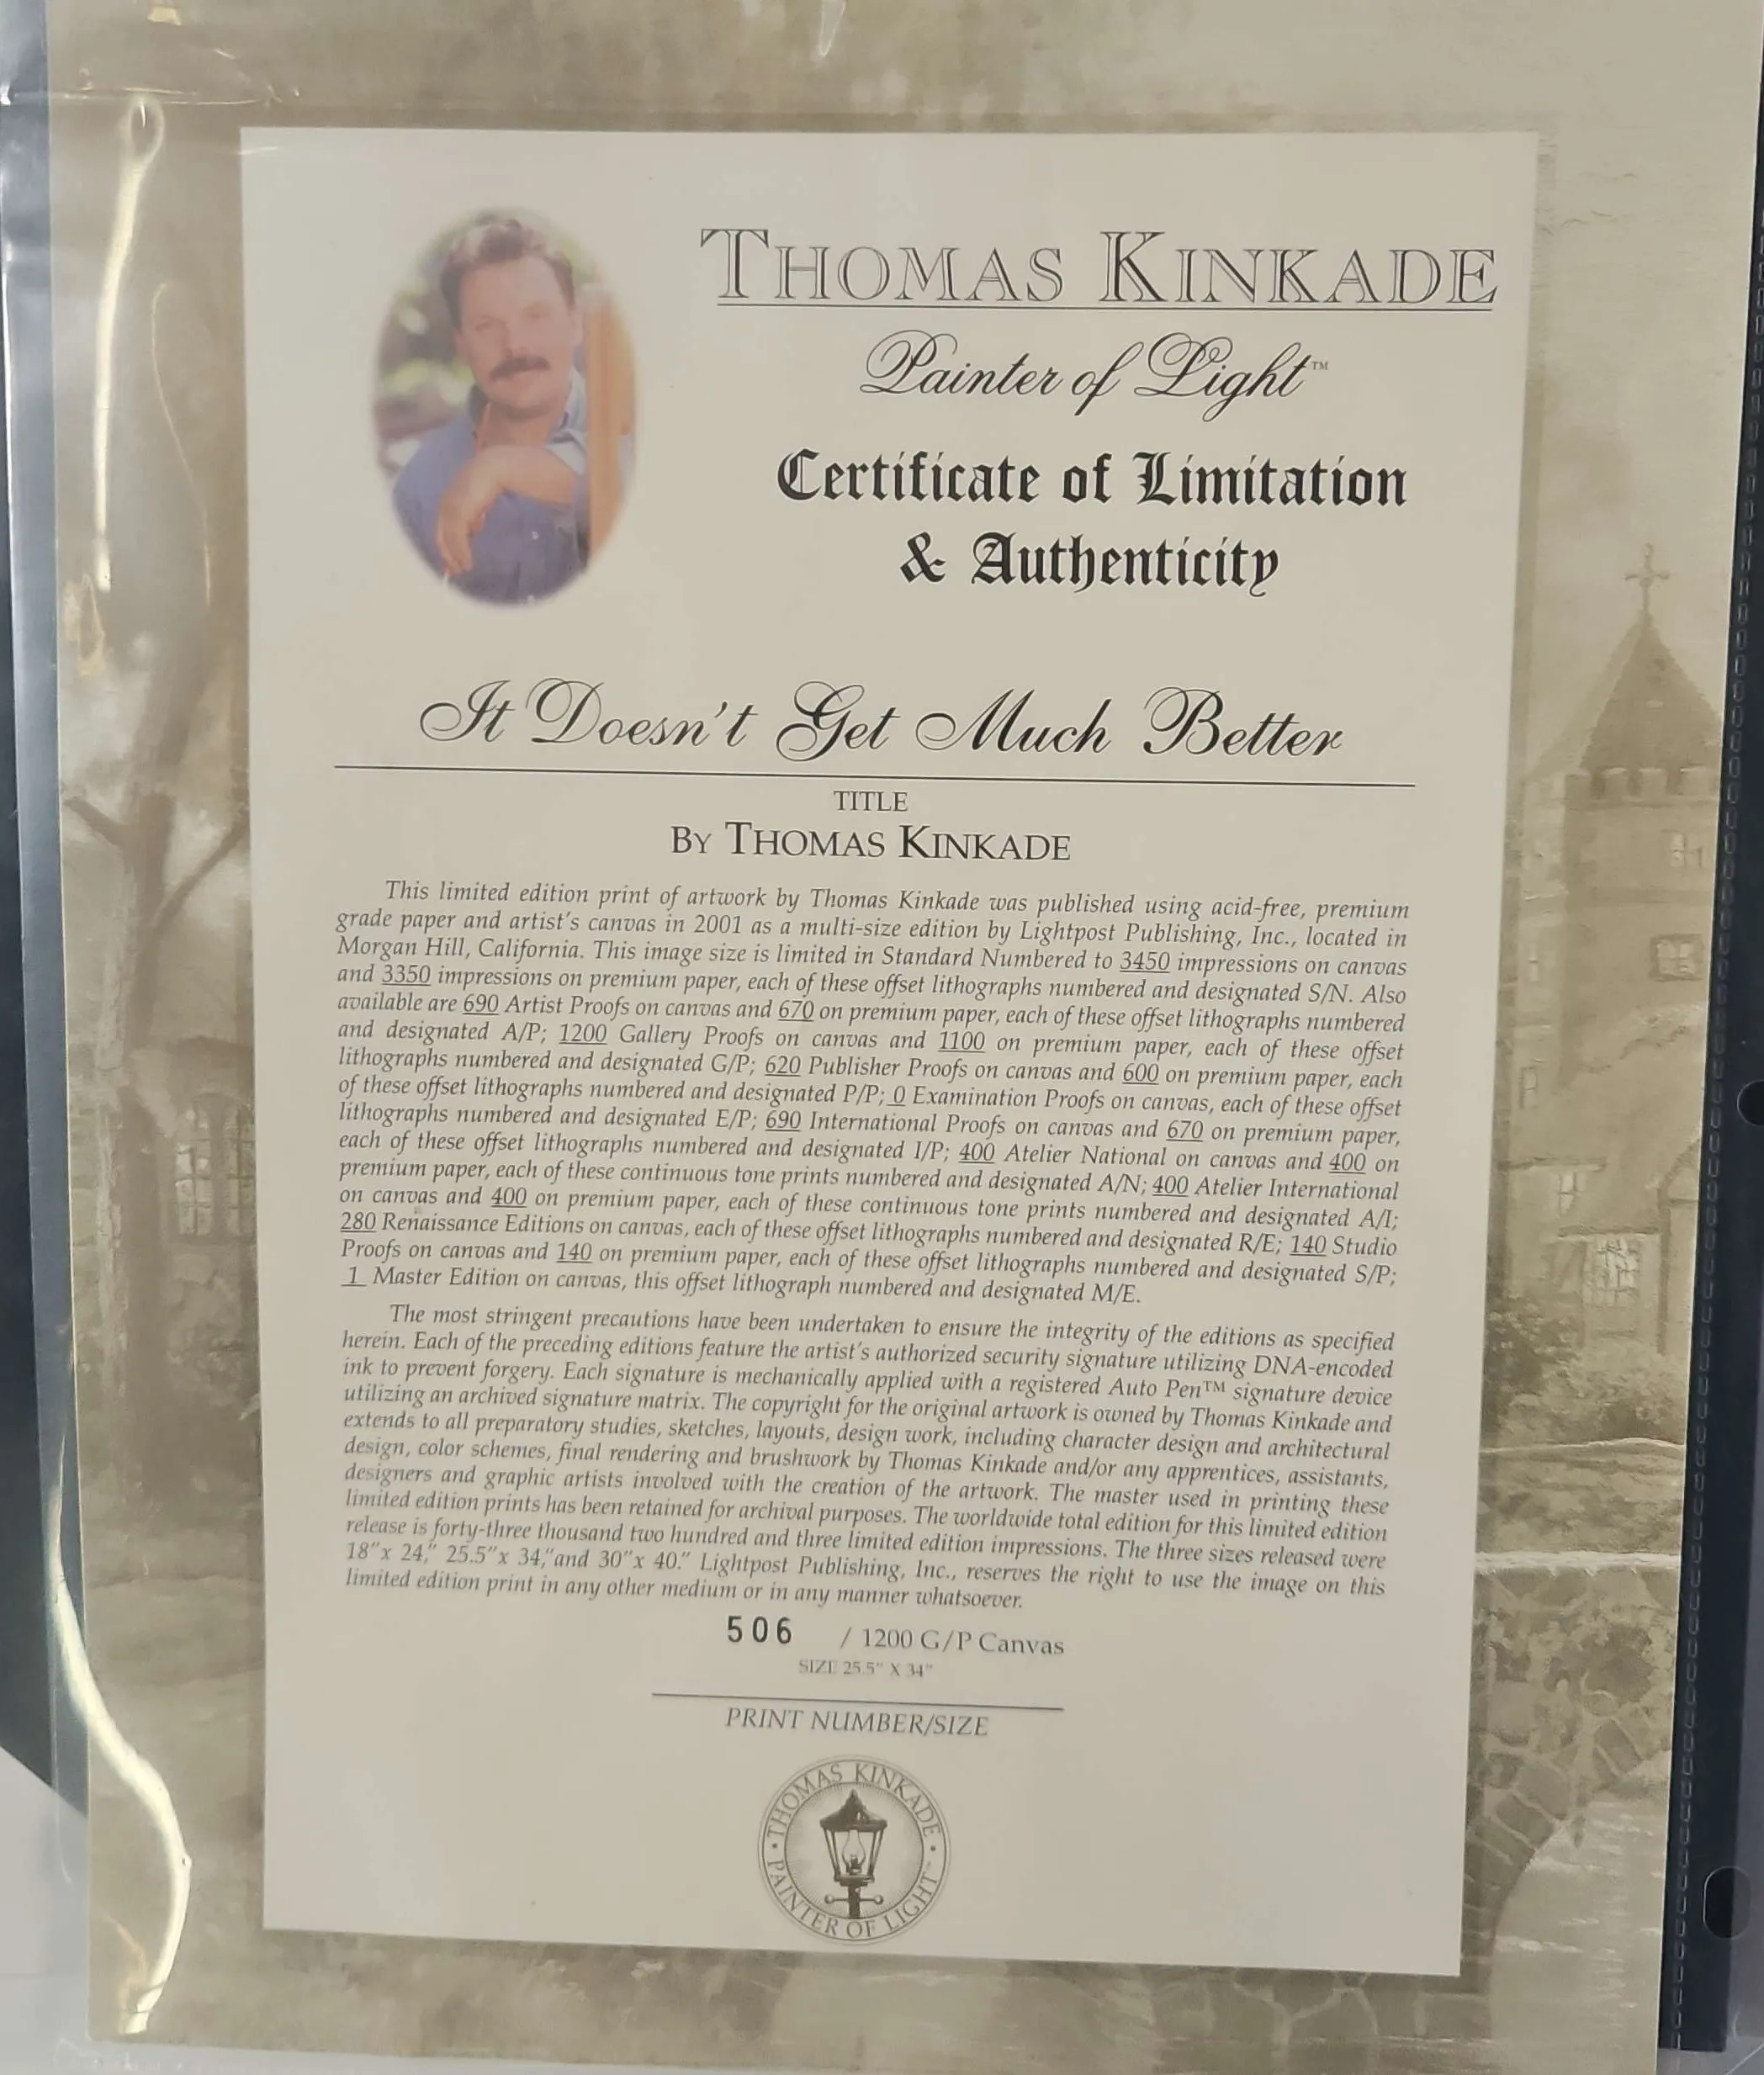 THOMAS KINKADE
Painter of Light™
Certificate of Limitation
& Authenticity
It Doesn't Get Much Better
TITLE
BY THOMAS KINKADE
This limited edition print of artwork by Thomas Kinkade was published using acid-free, premium
grade paper and artist's canvas in 2001 as a multi-size edition by Lightpost Publishing, Inc., located in
Morgan Hill, California. This image size is limited in Standard Numbered to 3450 impressions on canvas
and 3350 impressions on premium paper, each of these offset lithographs numbered and designated S/N. Also
available are 690 Artist Proofs on canvas and 670 on premium paper, each of these offset lithographs numbered
and designated A/P; 1200 Gallery Proofs on canvas and 1100 on premium paper, each of these offset
lithographs numbered and designated G/P; 620 Publisher Proofs on canvas and 600 on premium paper, each
of these offset lithographs numbered and designated P/P; 0 Examination Proofs on canvas, each of these offset
lithographs numbered and designated E/P; 690 International Proofs on canvas and 670 on premium paper,
each of these offset lithographs numbered and designated I/P; 400 Atelier National on canvas and 400 on
premium paper, each of these continuous tone prints numbered and designated A/N; 400 Atelier International
on canvas and 400 on premium paper, each of these continuous tone prints numbered and designated A/I;
280 Renaissance Editions on canvas, each of these offset lithographs numbered and designated R/E; 140 Studio
Proofs on canvas and 140 on premium paper, each of these offset lithographs numbered and designated S/P;
1 Master Edition on canvas, this offset lithograph numbered and designated M/E.
The most stringent precautions have been undertaken to ensure the integrity of the editions as specified
herein. Each of the preceding editions feature the artist's authorized security signature utilizing DNA-encoded
ink to prevent forgery. Each signature is mechanically applied with a registered Auto Pen™ signature device
utilizing an archived signature matrix. The copyright for the original artwork is owned by Thomas Kinkade and
extends to all preparatory studies, sketches, layouts, design work, including character design and architectural
design, color schemes, final rendering and brushwork by Thomas Kinkade and/or any apprentices, assistants,
designers and graphic artists involved with the creation of the artwork. The master used in printing these
limited edition prints has been retained for archival purposes. The worldwide total edition for this limited edition
release is forty-three thousand two hundred and three limited edition impressions. The three sizes released were
18"x 24," 25.5"x 34,"and 30"x 40." Lightpost Publishing, Inc., reserves the right to use the image on this
limited edition print in any other medium or in any manner whatsoever.
506 / 1200 G/P Canvas
SIZE 25.5" X 34"
PRINT NUMBER/SIZE
THOMAS KINKADE
PAINTER OF LIGHT™